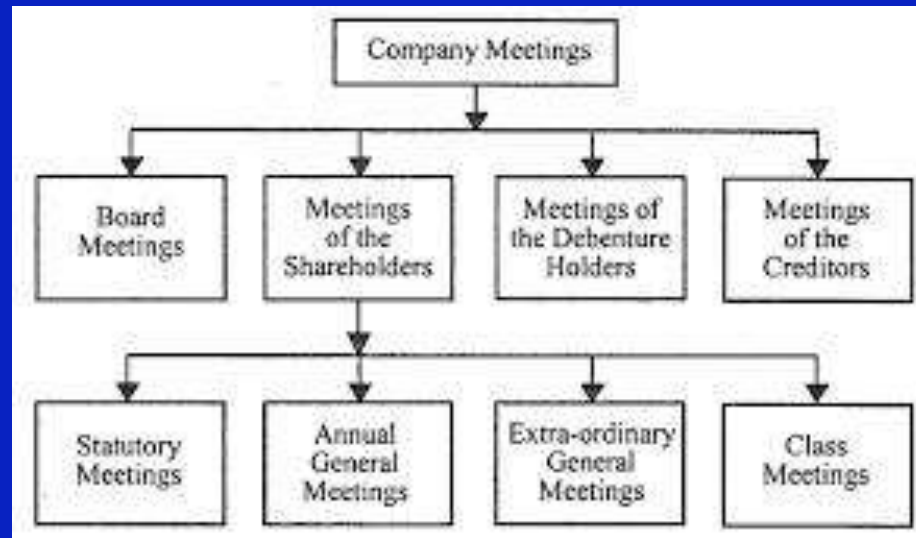 Company Meetings
Board
Meetings
Meetings
of the
Shareholders
Meetings of
the Debenture
Holders
Meetings
of the
Creditors
Statutory
Meetings
Annual
General
Meetings
Extra-ordinary
General
Meetings
Class
Meetings